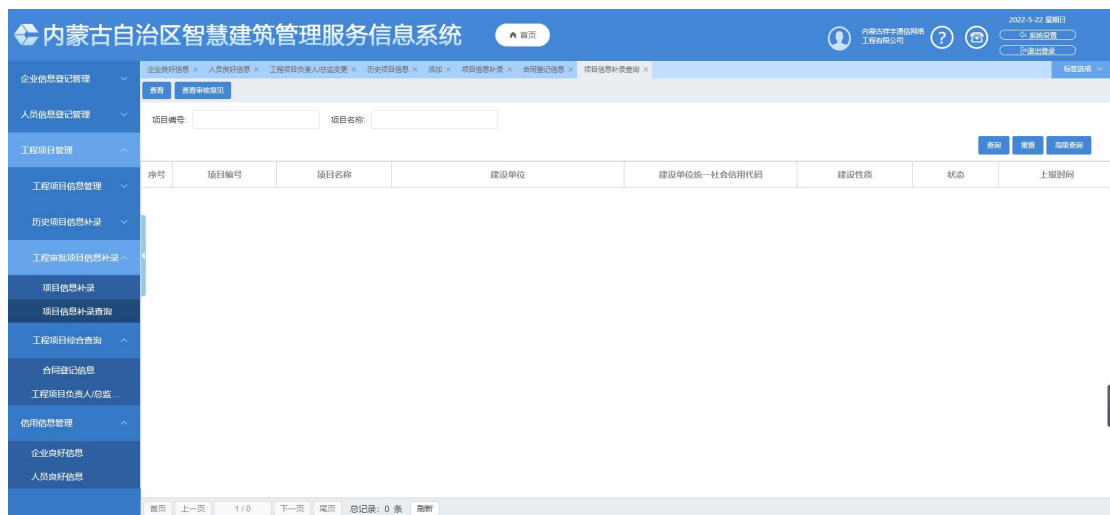 内蒙古自治区智慧建筑管理服务信息系统
首页
内蒙古祥宇通信网络
工程有限公司
?
2022-5-22 星期日
系统设置
退出登录
企业信息登记管理
人员信息登记管理
工程项目管理
工程项目信息管理
历史项目信息补录
工程审批项目信息补录
项目信息补录
项目信息补录查询
工程项目综合查询
合同登记信息
工程项目负责人/总监...
信用信息管理
企业良好信息
人员良好信息
企业良好信息 × 人员良好信息 × 工程项目负责人/总监变更 × 历史项目信息 × 添加 × 项目信息补录 × 合同登记信息 × 项目信息补录查询 ×
标签选项
查看 查看审核意见
项目编号: 项目名称:
查询 重置 高级查询
序号 项目编号 项目名称 建设单位 建设单位统一社会信用代码 建设性质 状态 上报时间
首页 上一页 1 / 0 下一页 尾页 总记录: 0 条 刷新